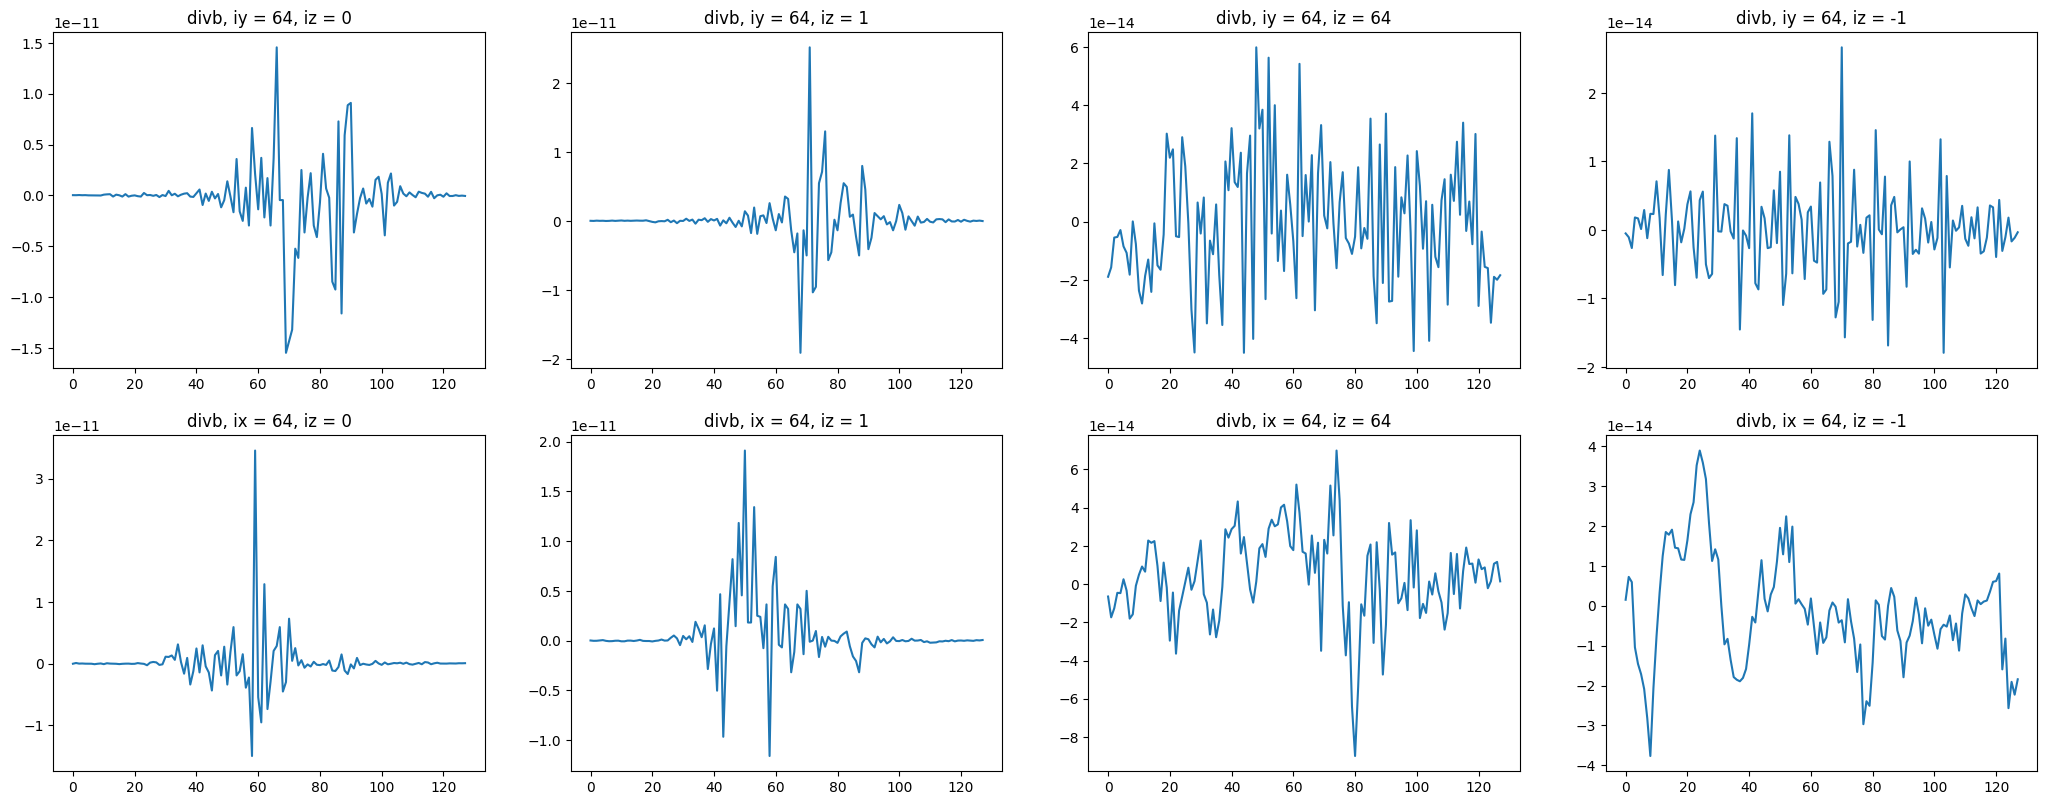 divb, iy = 64, iz = 0
1e−11
1.5
1.0
0.5
0.0
−0.5
−1.0
−1.5
0 20 40 60 80 100 120
divb, iy = 64, iz = 1
1e−11
2
1
0
−1
−2
0 20 40 60 80 100 120
divb, iy = 64, iz = 64
1e−14
6
4
2
0
−2
−4
0 20 40 60 80 100 120
divb, iy = 64, iz = -1
1e−14
2
1
0
−1
−2
0 20 40 60 80 100 120
divb, ix = 64, iz = 0
1e−11
3
2
1
0
−1
0 20 40 60 80 100 120
divb, ix = 64, iz = 1
1e−11
2.0
1.5
1.0
0.5
0.0
−0.5
−1.0
0 20 40 60 80 100 120
divb, ix = 64, iz = 64
1e−14
6
4
2
0
−2
−4
−6
−8
0 20 40 60 80 100 120
divb, ix = 64, iz = -1
1e−14
4
3
2
1
0
−1
−2
−3
−4
0 20 40 60 80 100 120